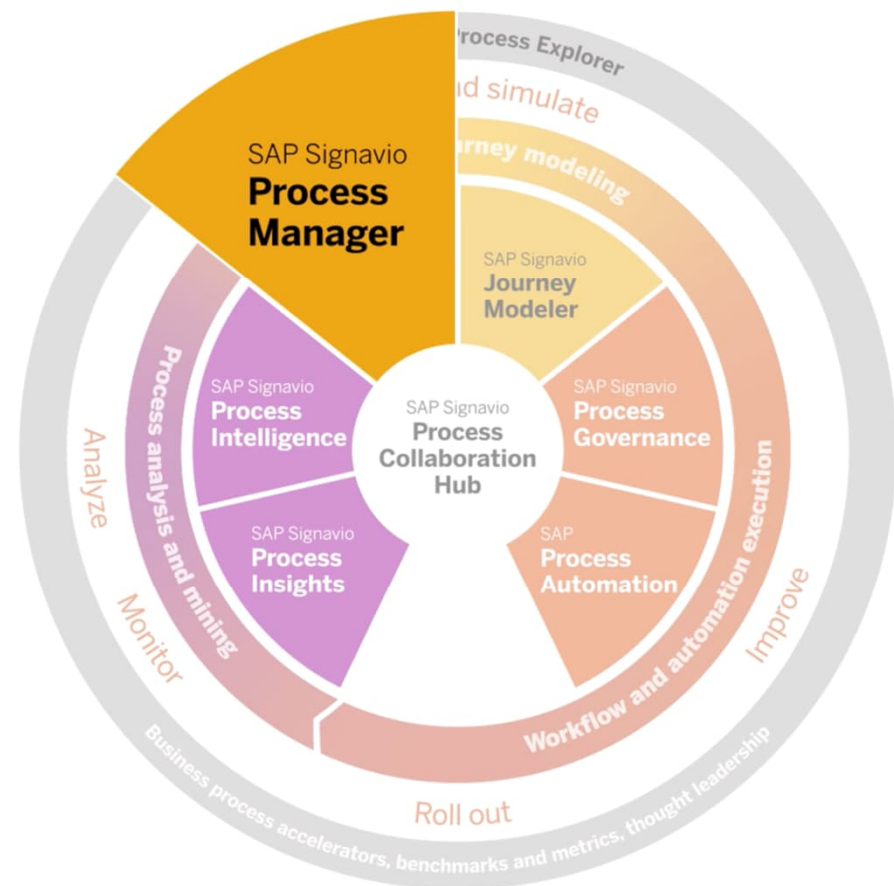 Process Explorer
simulate
modeling
SAP Signavio
Process
Manager
SAP Signavio
Journey
Modeler
SAP Signavio
Process
Intelligence
SAP Signavio
Process
Collaboration
Hub
SAP Signavio
Process
Governance
SAP Signavio
Process
Insights
SAP
Process
Automation
Process analysis and mining
Workflow and automation execution
Analyze
Monitor
Improve
Roll out
Business process accelerators, benchmarks and metrics, thought leadership